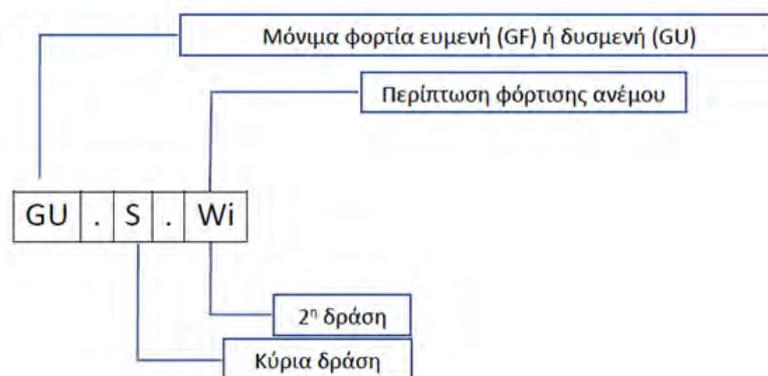 Μόνιμα φορτία ευμενή (GF) ή δυσμενή (GU)
Περίπτωση φόρτισης ανέμου
GU . S . Wi
2η δράση
Κύρια δράση